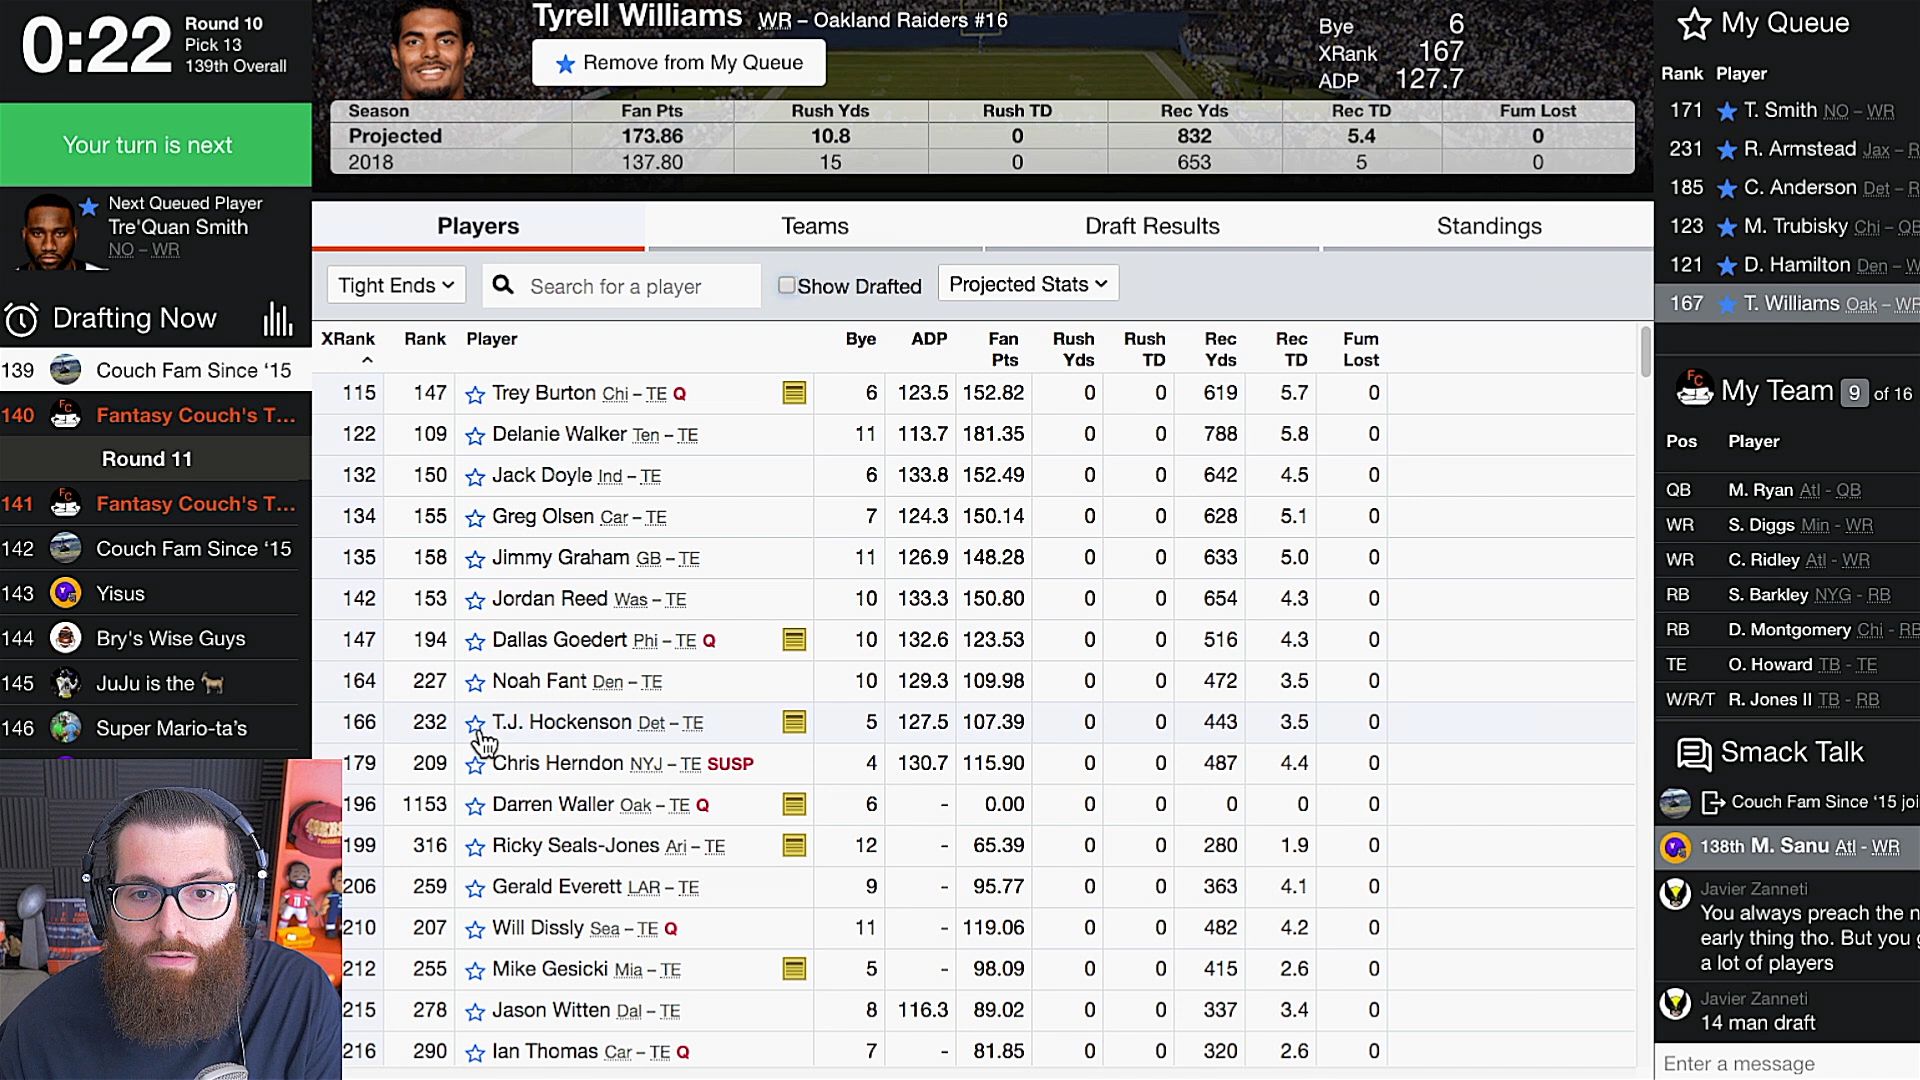 0:22
Round 10
Pick 13
139th Overall
Your turn is next
Next Queued Player
Tre'Quan Smith
NO – WR
Drafting Now
139 Couch Fam Since '15
140 Fantasy Couch's T...
Round 11
141 Fantasy Couch's T...
142 Couch Fam Since '15
143 Yisus
144 Bry's Wise Guys
145 JuJu is the 🐐
146 Super Mario-ta's
Tyrell Williams WR – Oakland Raiders #16
Remove from My Queue
Bye 6
XRank 167
ADP 127.7
Season Fan Pts Rush Yds Rush TD Rec Yds Rec TD Fum Lost
Projected 173.86 10.8 0 832 5.4 0
2018 137.80 15 0 653 5 0
Players Teams Draft Results Standings
Tight Ends Search for a player Show Drafted Projected Stats
XRank Rank Player Bye ADP Fan Pts Rush Yds Rush TD Rec Yds Rec TD Fum Lost
115 147 Trey Burton Chi – TE Q 6 123.5 152.82 0 0 619 5.7 0
122 109 Delanie Walker Ten – TE 11 113.7 181.35 0 0 788 5.8 0
132 150 Jack Doyle Ind – TE 6 133.8 152.49 0 0 642 4.5 0
134 155 Greg Olsen Car – TE 7 124.3 150.14 0 0 628 5.1 0
135 158 Jimmy Graham GB – TE 11 126.9 148.28 0 0 633 5.0 0
142 153 Jordan Reed Was – TE 10 133.3 150.80 0 0 654 4.3 0
147 194 Dallas Goedert Phi – TE Q 10 132.6 123.53 0 0 516 4.3 0
164 227 Noah Fant Den – TE 10 129.3 109.98 0 0 472 3.5 0
166 232 T.J. Hockenson Det – TE 5 127.5 107.39 0 0 443 3.5 0
179 209 Chris Herndon NYJ – TE SUSP 4 130.7 115.90 0 0 487 4.4 0
196 1153 Darren Waller Oak – TE Q 6 - 0.00 0 0 0 0 0
199 316 Ricky Seals-Jones Ari – TE 12 - 65.39 0 0 280 1.9 0
206 259 Gerald Everett LAR – TE 9 - 95.77 0 0 363 4.1 0
210 207 Will Dissly Sea – TE Q 11 - 119.06 0 0 482 4.2 0
212 255 Mike Gesicki Mia – TE 5 - 98.09 0 0 415 2.6 0
215 278 Jason Witten Dal – TE 8 116.3 89.02 0 0 337 3.4 0
216 290 Ian Thomas Car – TE Q 7 - 81.85 0 0 320 2.6 0
My Queue
Rank Player
171 T. Smith NO – WR
231 R. Armstead Jax – R
185 C. Anderson Det – R
123 M. Trubisky Chi – QB
121 D. Hamilton Den – W
167 T. Williams Oak – WR
My Team 9 of 16
Pos Player
QB M. Ryan Atl - QB
WR S. Diggs Min - WR
WR C. Ridley Atl - WR
RB S. Barkley NYG - RB
RB D. Montgomery Chi - RB
TE O. Howard TB - TE
W/R/T R. Jones II TB - RB
Smack Talk
Couch Fam Since '15 joi
138th M. Sanu Atl - WR
Javier Zanneti
You always preach the n
early thing tho. But you g
a lot of players
Javier Zanneti
14 man draft
Enter a message